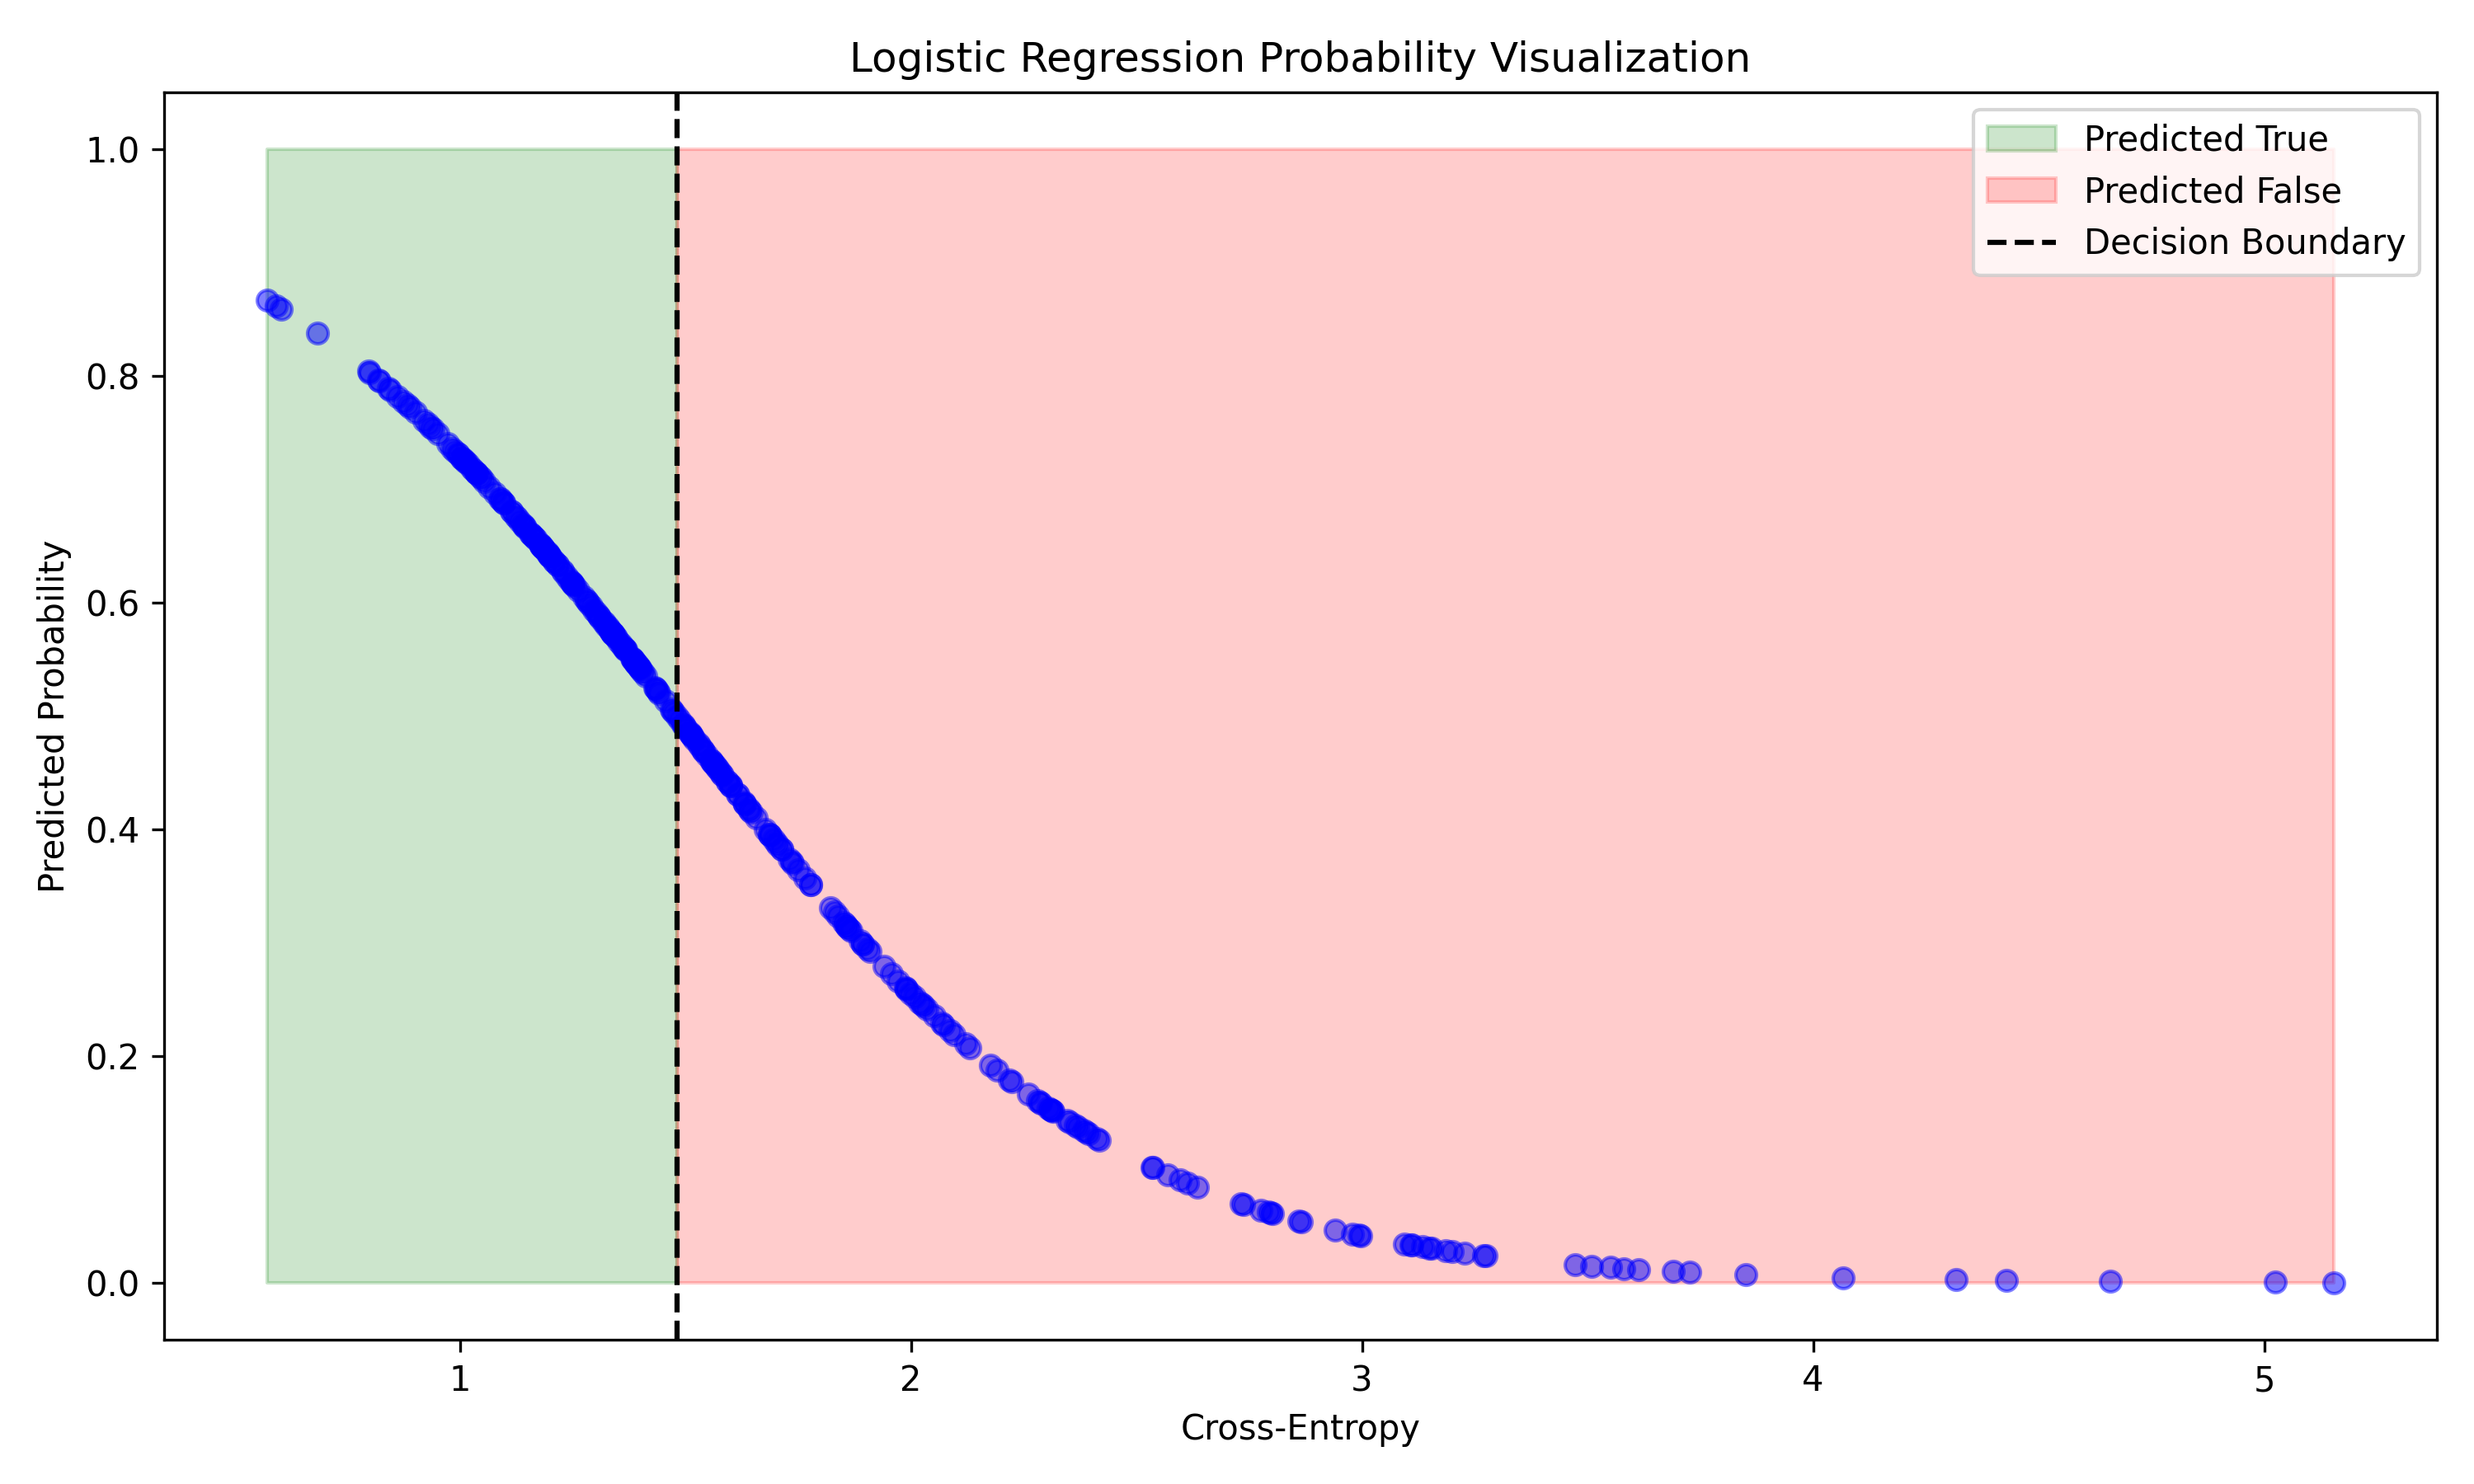 Logistic Regression Probability Visualization
Predicted True
Predicted False
Decision Boundary
Predicted Probability
1.0
0.8
0.6
0.4
0.2
0.0
1 2 3 4 5
Cross-Entropy